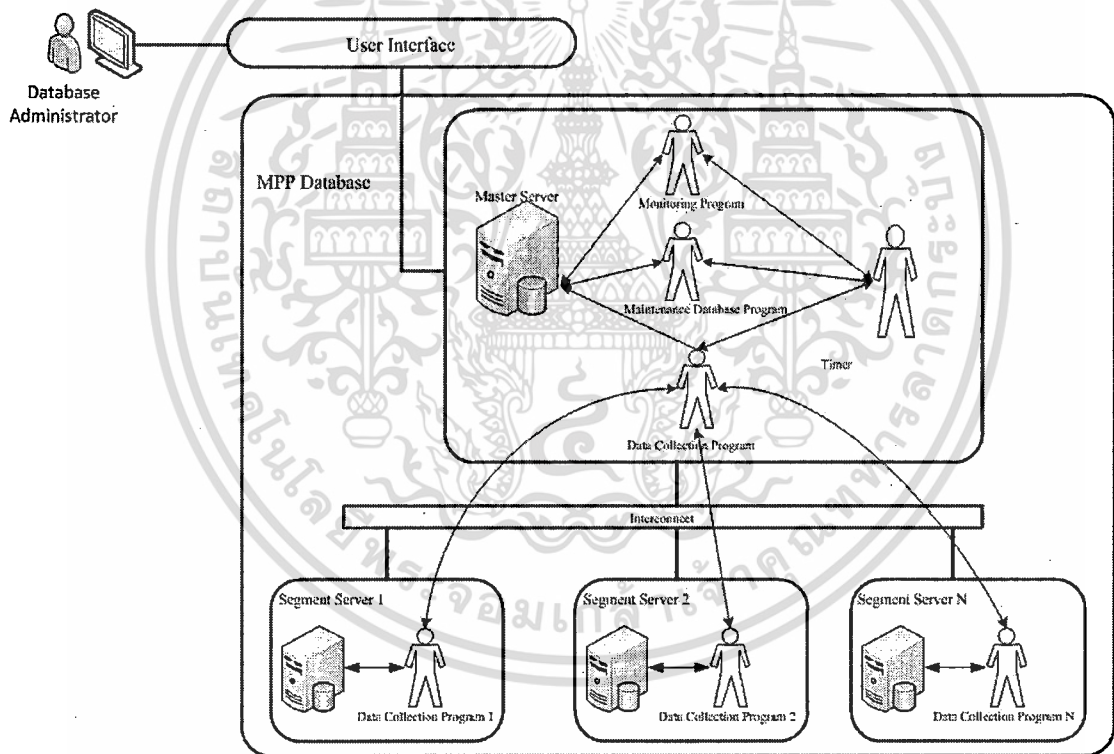 User Interface
Database
Administrator
MPP Database
Master Server
Monitoring Program
Maintenance Database Program
Timer
Data Collection Program
Interconnect
Segment Server 1
Data Collection Program 1
Segment Server 2
Data Collection Program 2
Segment Server N
Data Collection Program N